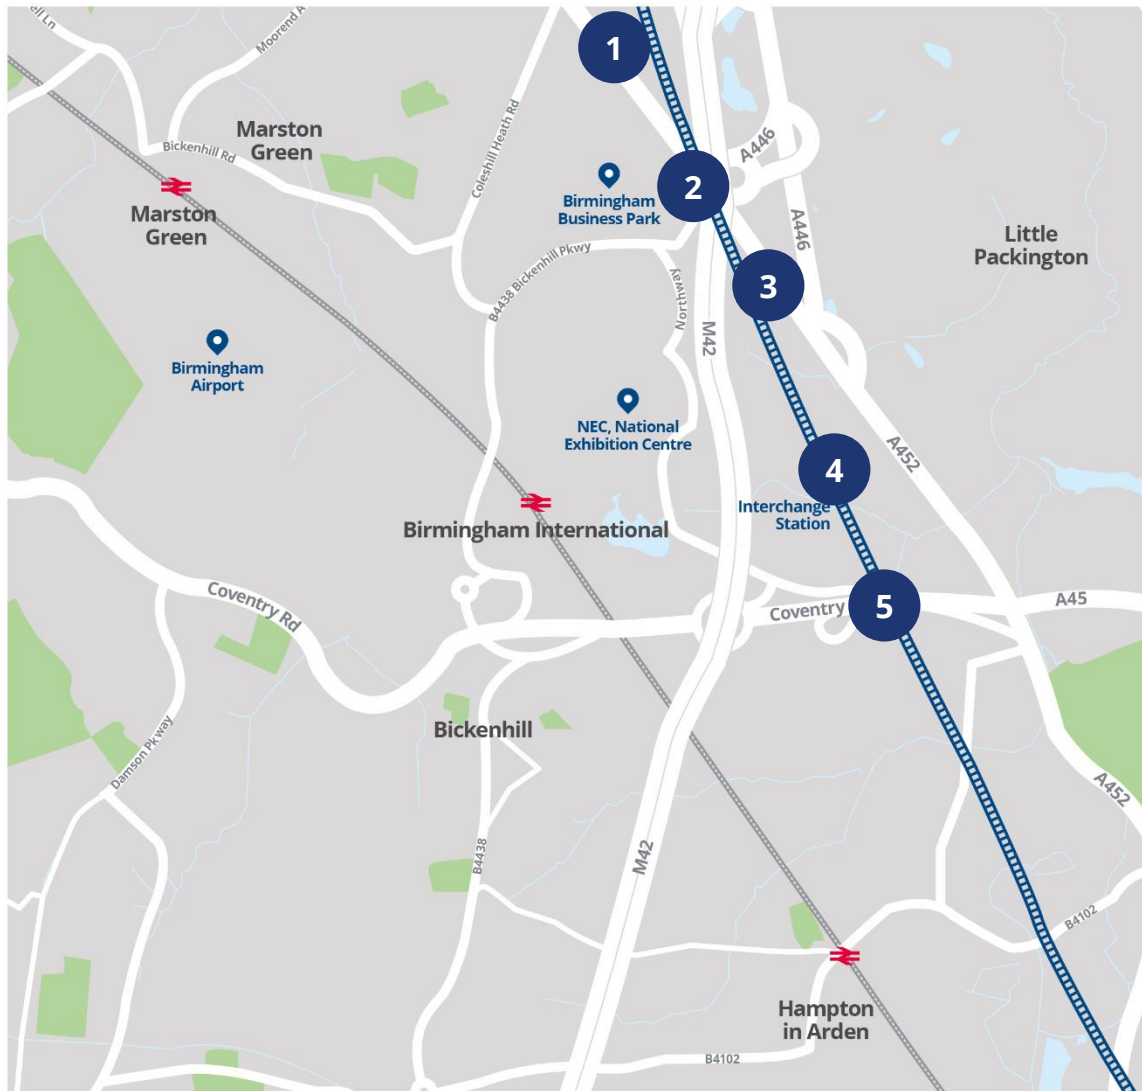 Moorend A
1
Marston
Green
Bickenhill Rd
Coleshill Heath Rd
A446
2
Birmingham
Business Park
Marston
Green
A446
Little
Packington
B4438 Bickenhill Pkwy
Northway
3
M42
Birmingham
Airport
NEC, National
Exhibition Centre
A452
4
Interchange
Station
Birmingham International
Coventry Rd
Coventry
5
A45
Bickenhill
Damson Pkway
A452
B4438
M42
B4102
Hampton
in Arden
B4102